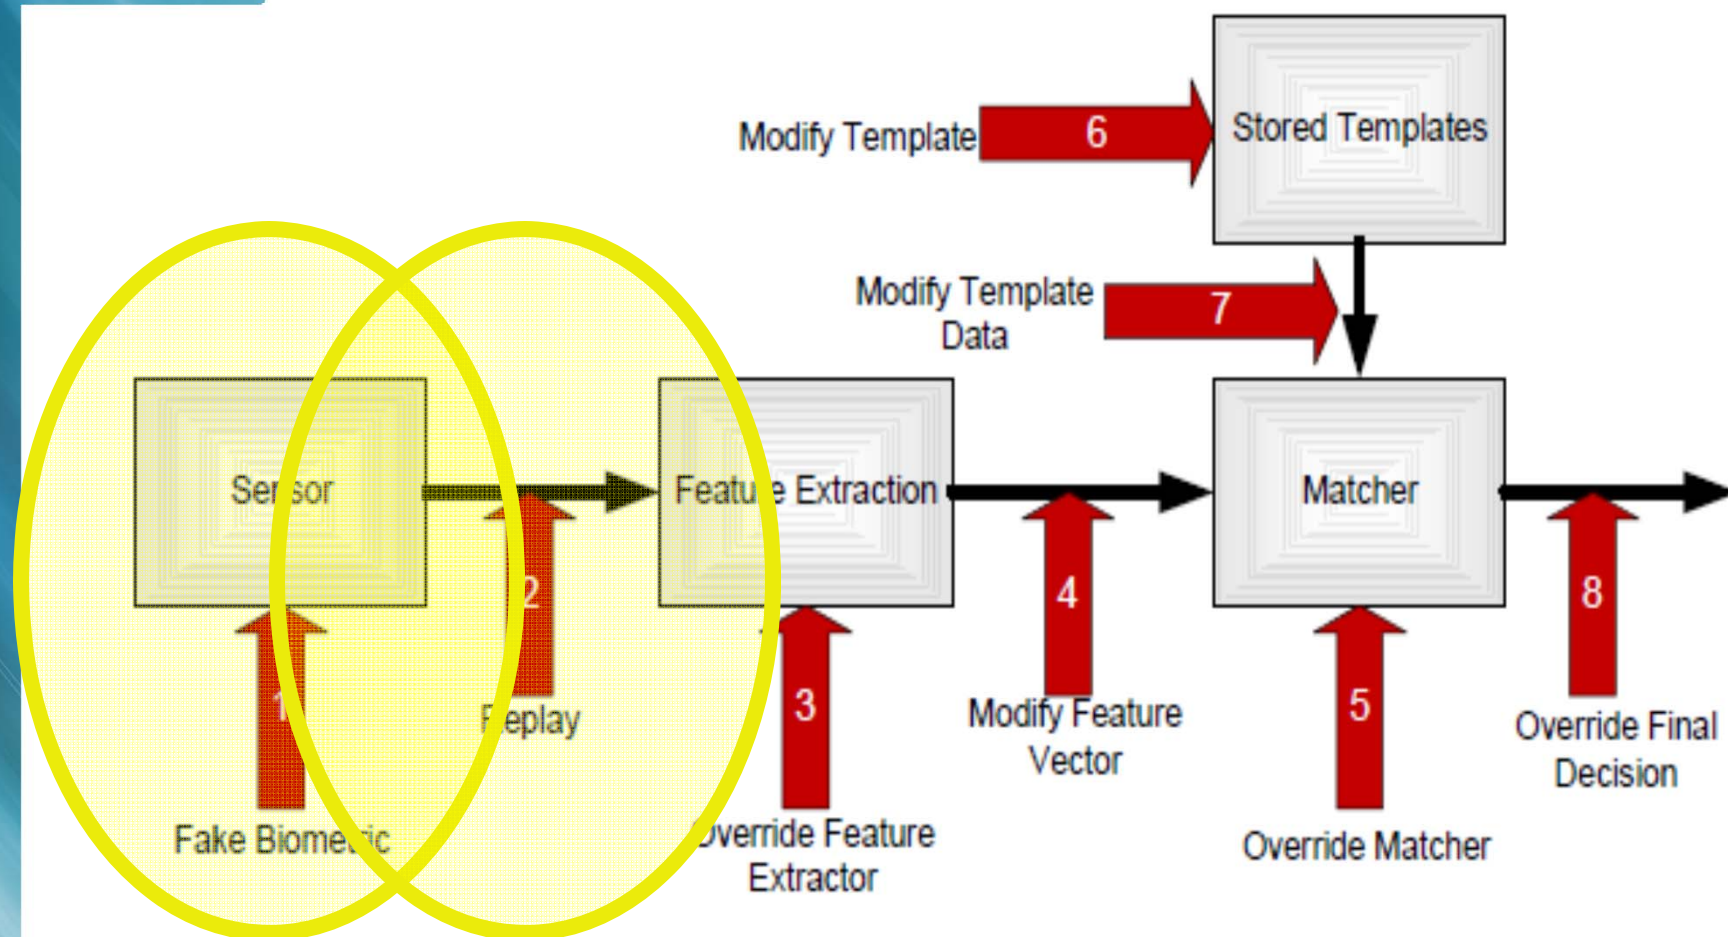 6
Modify Template
Stored Templates
7
Modify Template
Data
Sensor
Feature Extraction
Matcher
1
2
3
4
5
8
Fake Biometric
Replay
Override Feature
Extractor
Modify Feature
Vector
Override Matcher
Override Final
Decision